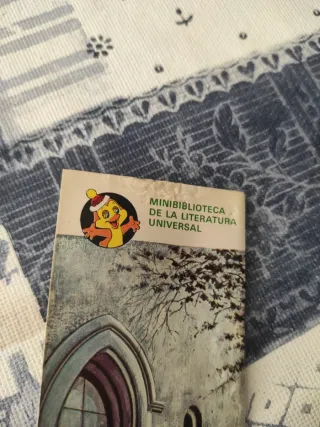 MINIBIBLIOTECA
DE LA LITERATURA
UNIVERSAL